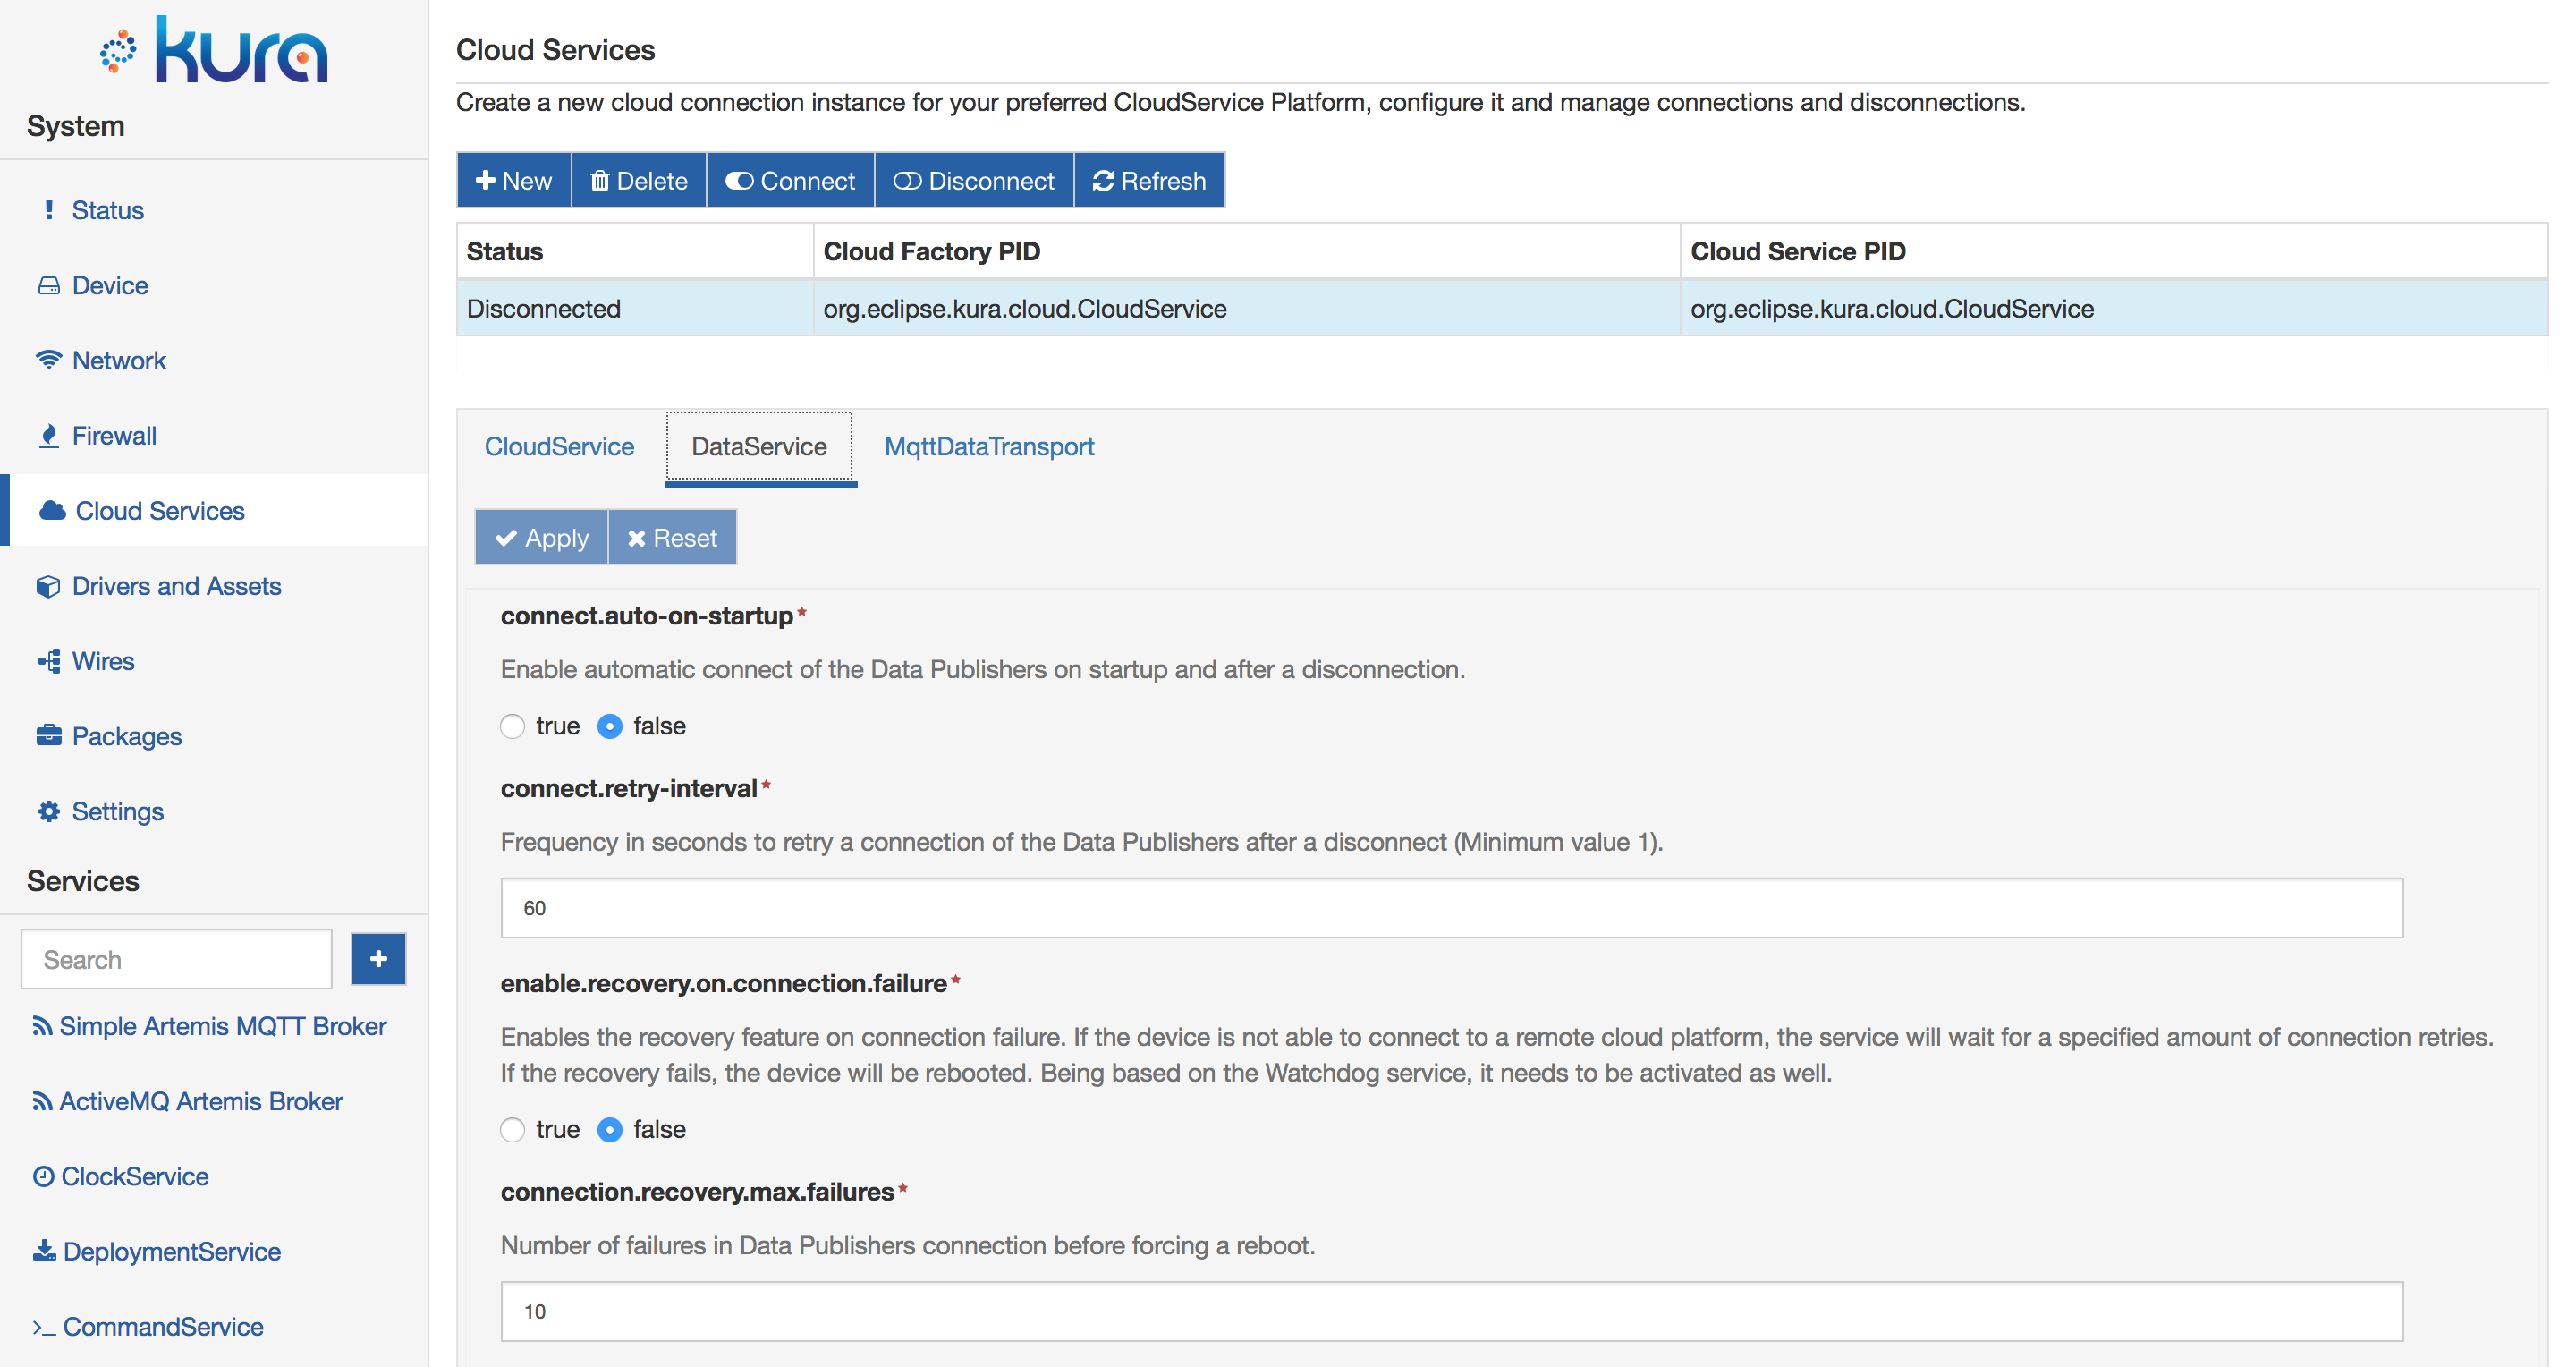 kura
System
Status
Device
Network
Firewall
Cloud Services
Drivers and Assets
Wires
Packages
Settings
Services
Search
Simple Artemis MQTT Broker
ActiveMQ Artemis Broker
ClockService
DeploymentService
CommandService
Cloud Services
Create a new cloud connection instance for your preferred CloudService Platform, configure it and manage connections and disconnections.
New Delete Connect Disconnect Refresh
Status Cloud Factory PID Cloud Service PID
Disconnected org.eclipse.kura.cloud.CloudService org.eclipse.kura.cloud.CloudService
CloudService DataService MqttDataTransport
Apply Reset
connect.auto-on-startup*
Enable automatic connect of the Data Publishers on startup and after a disconnection.
true false
connect.retry-interval*
Frequency in seconds to retry a connection of the Data Publishers after a disconnect (Minimum value 1).
60
enable.recovery.on.connection.failure*
Enables the recovery feature on connection failure. If the device is not able to connect to a remote cloud platform, the service will wait for a specified amount of connection retries.
If the recovery fails, the device will be rebooted. Being based on the Watchdog service, it needs to be activated as well.
true false
connection.recovery.max.failures*
Number of failures in Data Publishers connection before forcing a reboot.
10